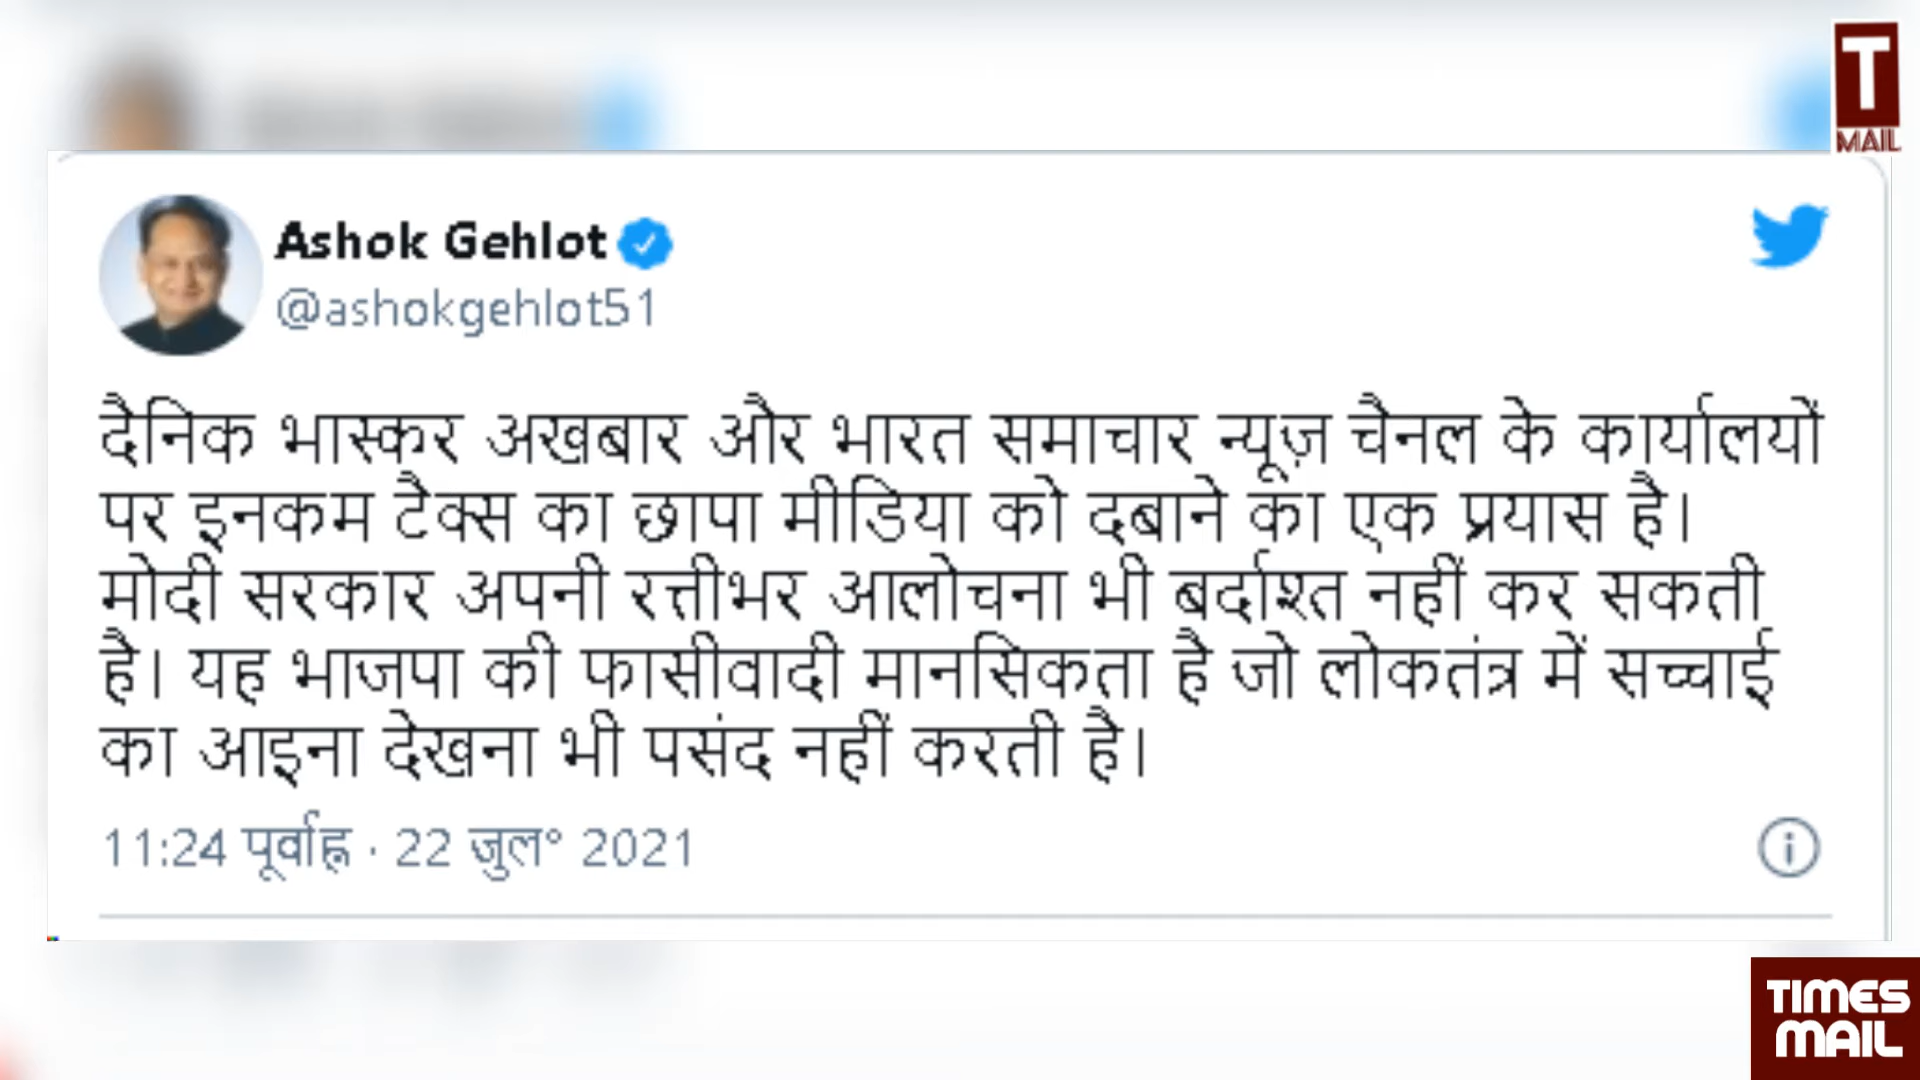 T
MAIL
Ashok Gehlot
@ashokgehlot51
दैनिक भास्कर अखबार और भारत समाचार न्यूज़ चैनल के कार्यालयों
पर इनकम टैक्स का छापा मीडिया को दबाने का एक प्रयास है।
मोदी सरकार अपनी रत्तीभर आलोचना भी बर्दाश्त नहीं कर सकती
है। यह भाजपा की फासीवादी मानसिकता है जो लोकतंत्र में सच्चाई
का आइना देखना भी पसंद नहीं करती है।
11:24 पूर्वाह्न · 22 जुल॰ 2021
TIMES
MAIL